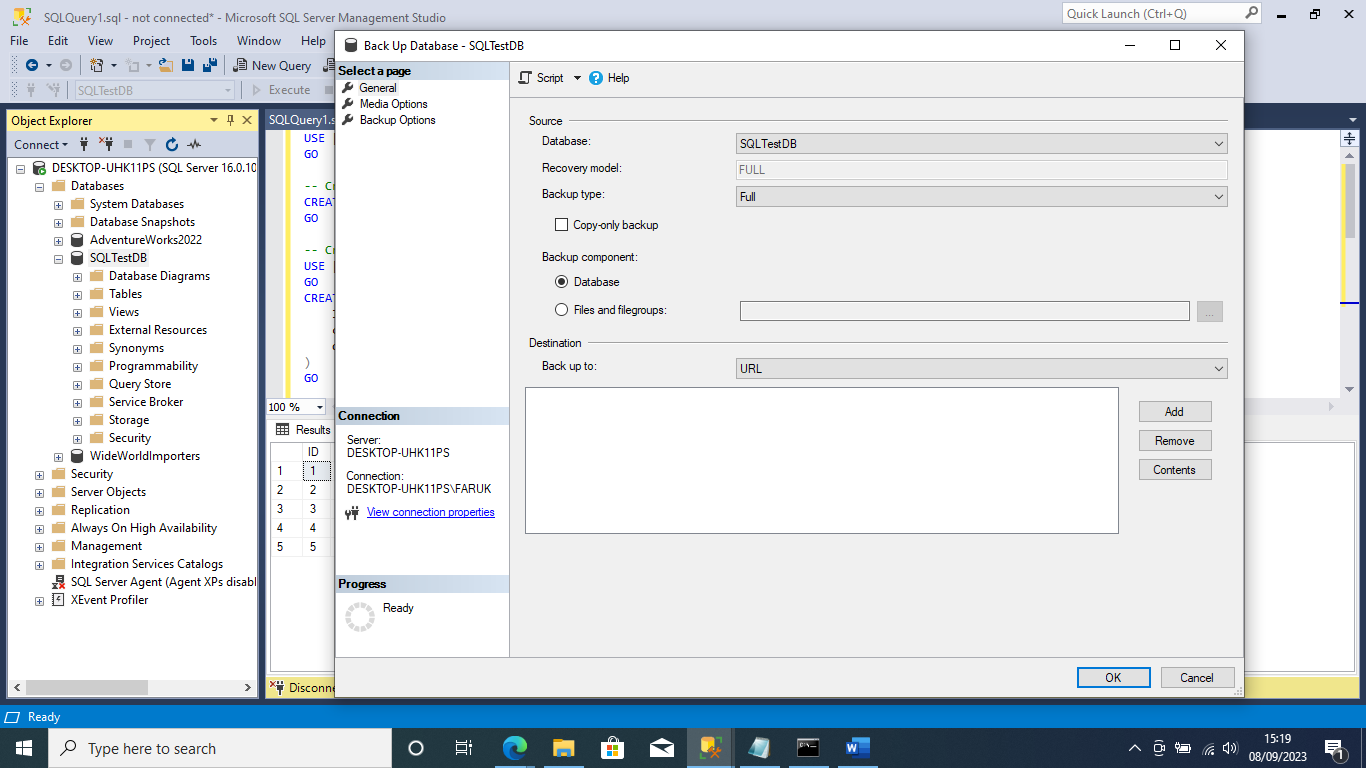 SQLQuery1.sql - not connected* - Microsoft SQL Server Management Studio
Quick Launch (Ctrl+Q)
File Edit View Project Tools Window Help
New Query
SQLTestDB
Execute
Object Explorer
Connect
DESKTOP-UHK11PS (SQL Server 16.0.10
Databases
System Databases
Database Snapshots
AdventureWorks2022
SQLTestDB
Database Diagrams
Tables
Views
External Resources
Synonyms
Programmability
Query Store
Service Broker
Storage
Security
WideWorldImporters
Security
Server Objects
Replication
Always On High Availability
Management
Integration Services Catalogs
SQL Server Agent (Agent XPs disabl
XEvent Profiler
SQLQuery1.s
USE
GO
-- Cr
CREAT
GO
-- Cr
USE
GO
CREAT
)
GO
100 %
Results
ID
1 1
2 2
3 3
4 4
5 5
Disconne
Back Up Database - SQLTestDB
Select a page
General
Media Options
Backup Options
Connection
Server:
DESKTOP-UHK11PS
Connection:
DESKTOP-UHK11PS\FARUK
View connection properties
Progress
Ready
Script Help
Source
Database: SQLTestDB
Recovery model: FULL
Backup type: Full
Copy-only backup
Backup component:
Database
Files and filegroups: ...
Destination
Back up to: URL
Add
Remove
Contents
OK Cancel
Ready
Type here to search
15:19
08/09/2023
1